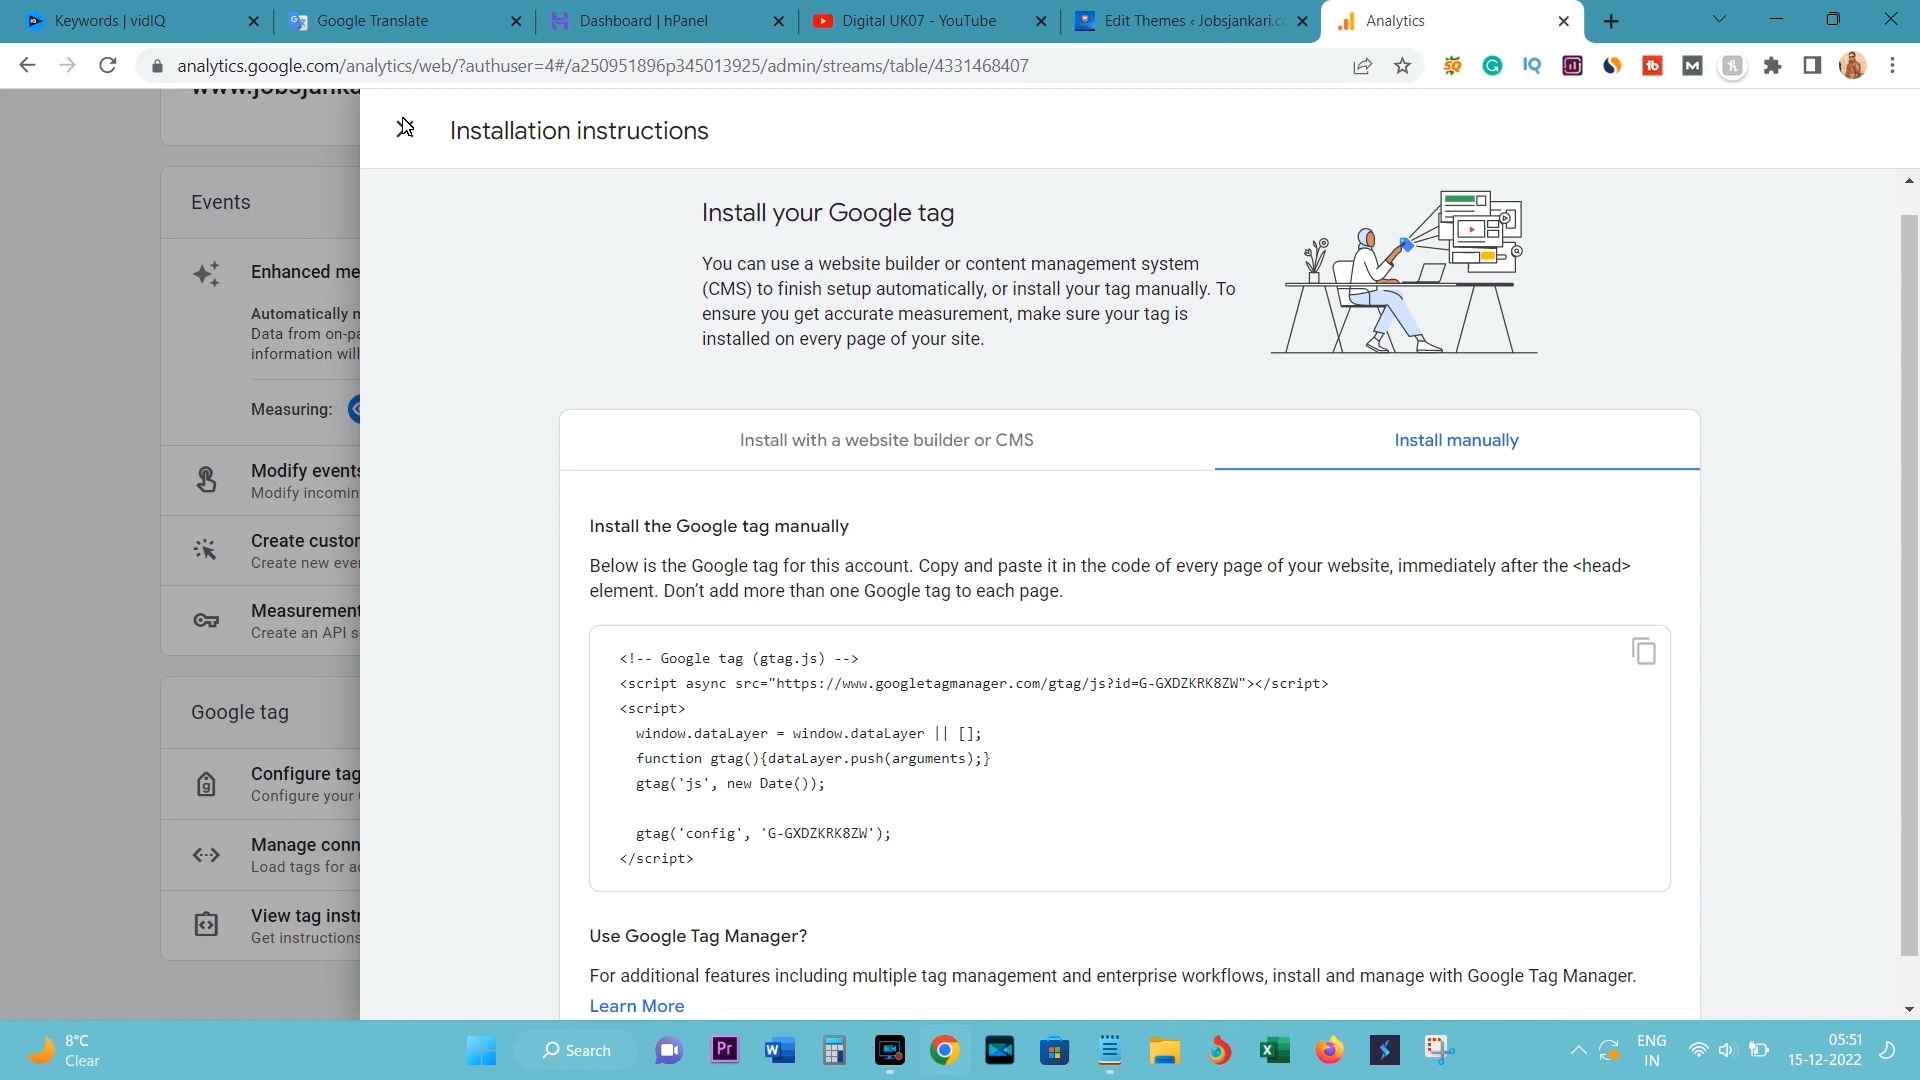 Keywords | vidIQ
Google Translate
Dashboard | hPanel
Digital UK07 - YouTube
Edit Themes ‹ Jobsjankari.c
Analytics
analytics.google.com/analytics/web/?authuser=4#/a250951896p345013925/admin/streams/table/4331468407
Installation instructions
Events
Enhanced me
Automatically
Data from on-pa
information will
Measuring:
Modify events
Modify incomin
Create custor
Create new eve
Measurement
Create an API s
Google tag
Configure tag
Configure your
Manage conn
Load tags for a
View tag instr
Get instructions
Install your Google tag
You can use a website builder or content management system
(CMS) to finish setup automatically, or install your tag manually. To
ensure you get accurate measurement, make sure your tag is
installed on every page of your site.
Install with a website builder or CMS
Install manually
Install the Google tag manually
Below is the Google tag for this account. Copy and paste it in the code of every page of your website, immediately after the <head>
element. Don't add more than one Google tag to each page.
<!-- Google tag (gtag.js) -->
<script async src="https://www.googletagmanager.com/gtag/js?id=G-GXDZKRK8ZW"></script>
<script>
window.dataLayer = window.dataLayer || [];
function gtag(){dataLayer.push(arguments);}
gtag('js', new Date());
gtag('config', 'G-GXDZKRK8ZW');
</script>
Use Google Tag Manager?
For additional features including multiple tag management and enterprise workflows, install and manage with Google Tag Manager.
Learn More
8°C
Clear
Search
ENG
IN
05:51
15-12-2022